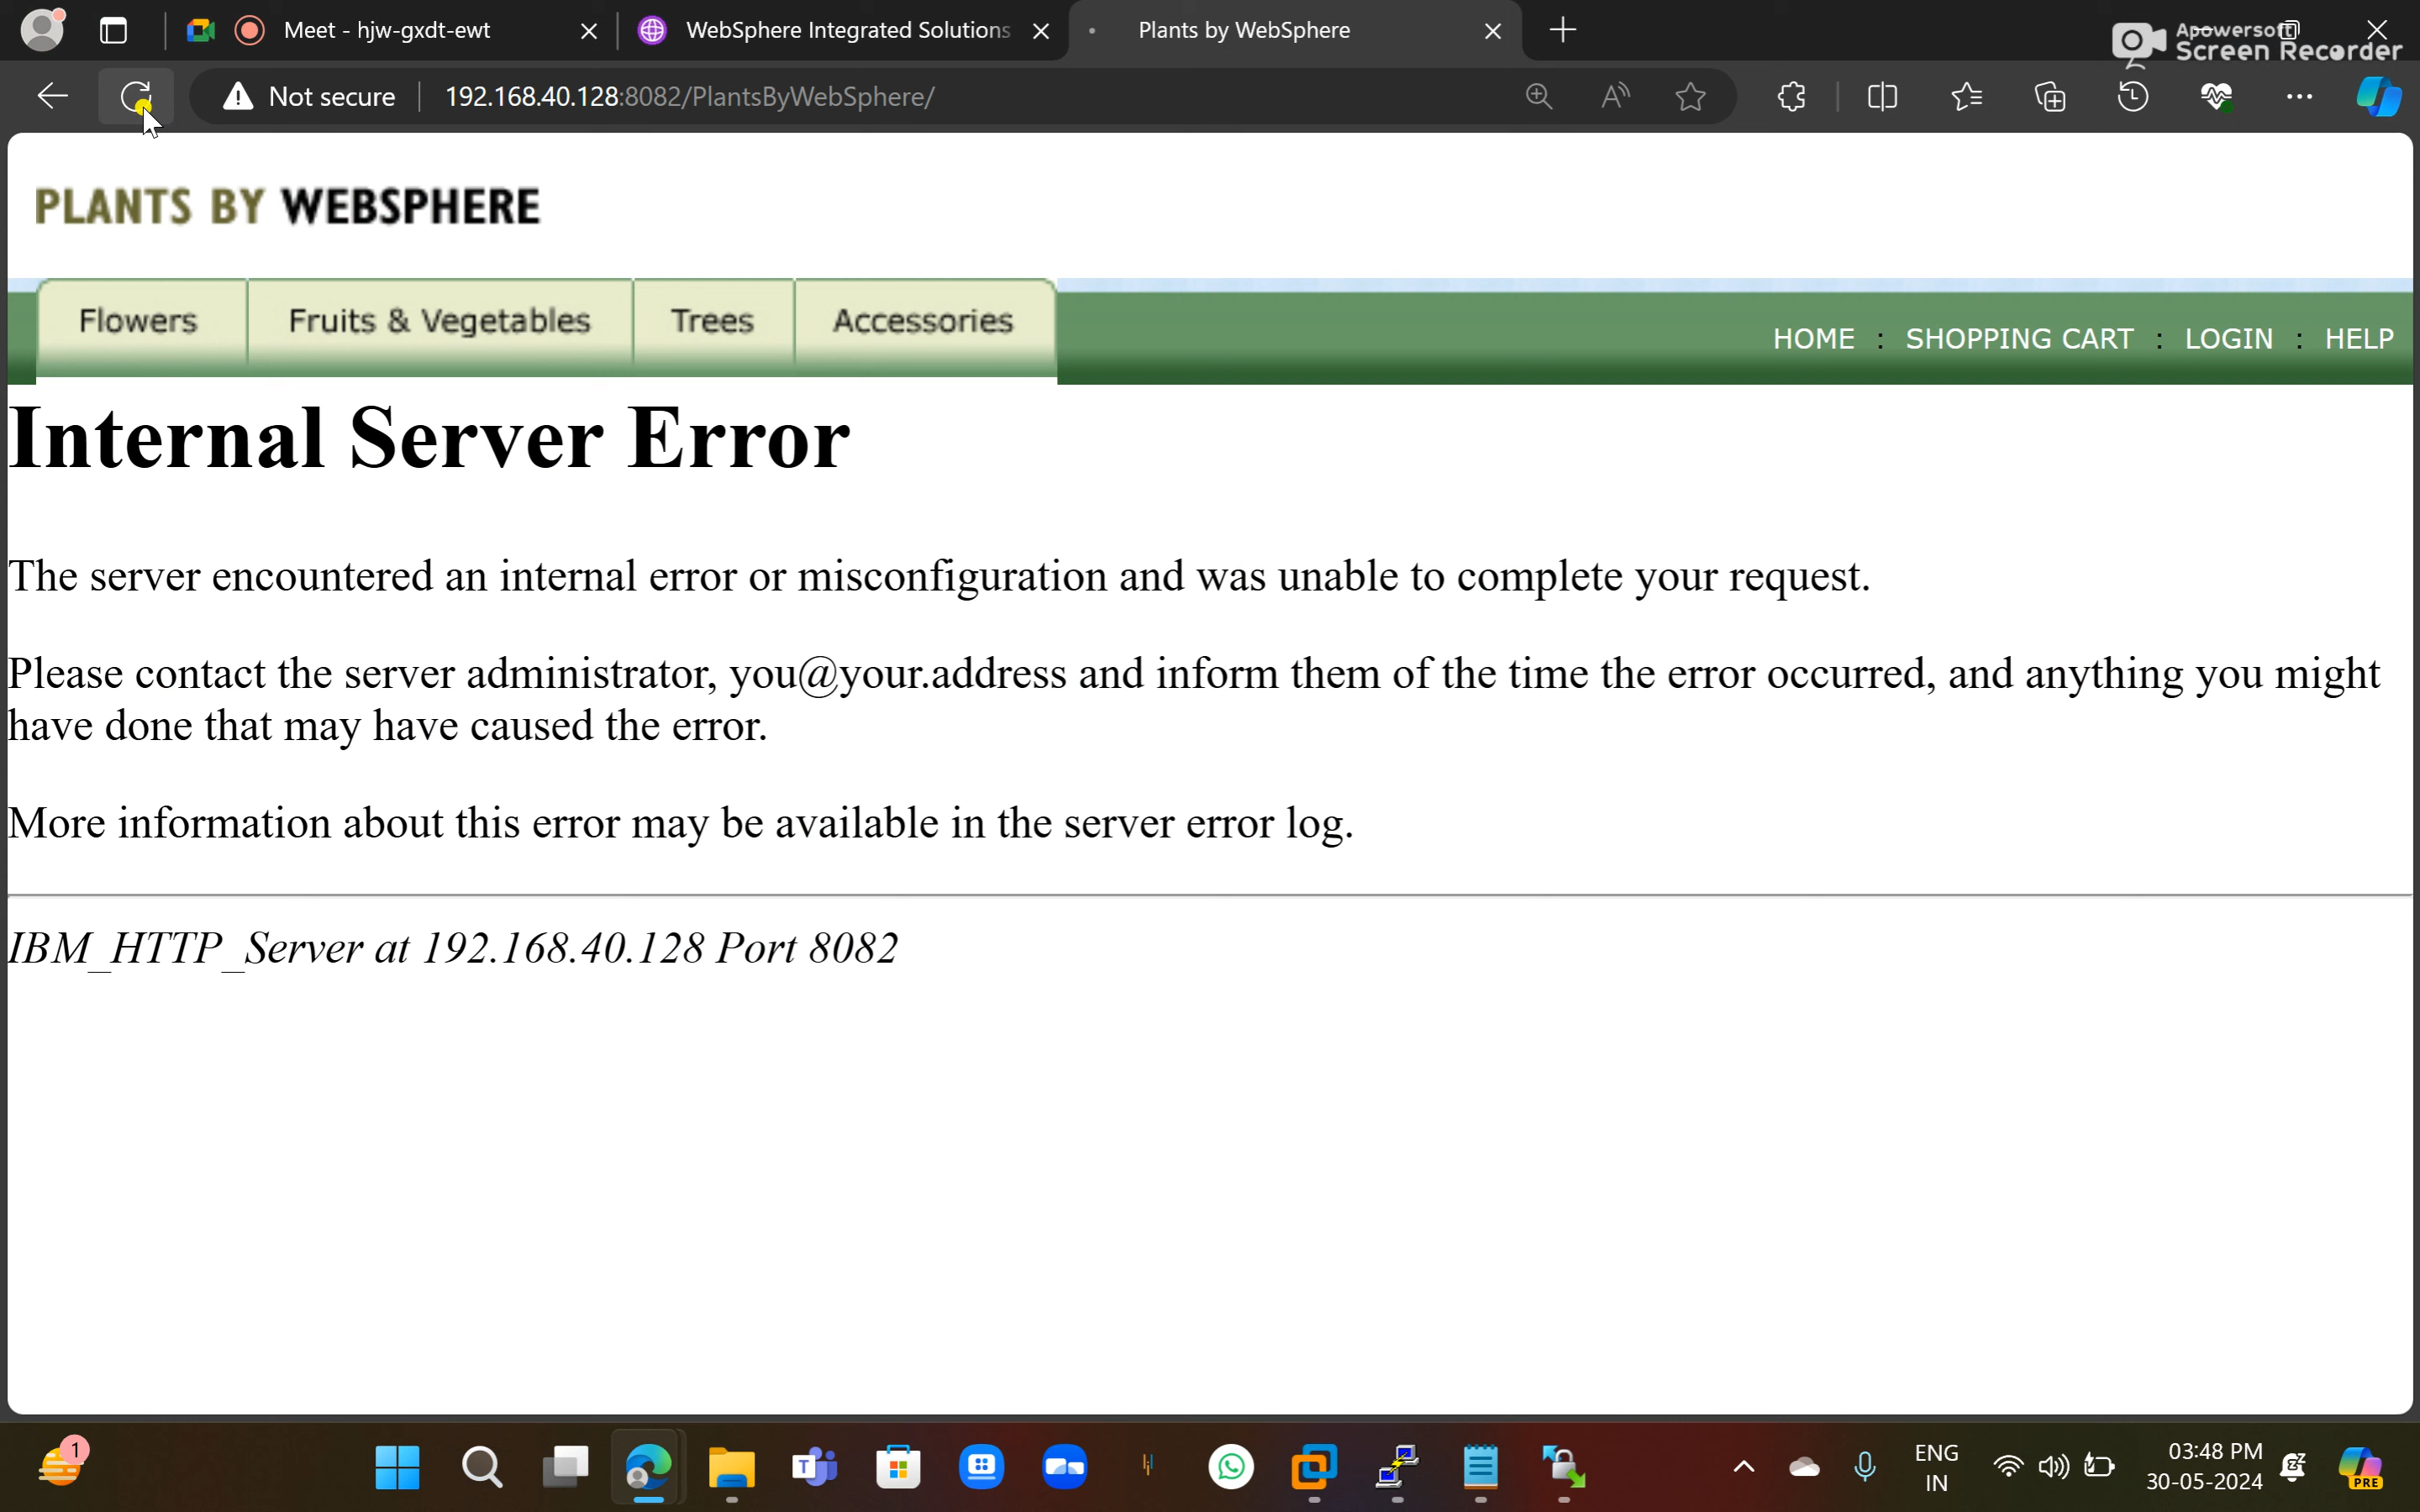 Meet - hjw-gxdt-ewt
WebSphere Integrated Solutions
Plants by WebSphere
Apowersoft
Screen Recorder
Not secure
192.168.40.128:8082/PlantsByWebSphere/
PLANTS BY WEBSPHERE
Flowers
Fruits & Vegetables
Trees
Accessories
HOME : SHOPPING CART : LOGIN : HELP
Internal Server Error
The server encountered an internal error or misconfiguration and was unable to complete your request.
Please contact the server administrator, you@your.address and inform them of the time the error occurred, and anything you might
have done that may have caused the error.
More information about this error may be available in the server error log.
IBM_HTTP_Server at 192.168.40.128 Port 8082
1
ENG
IN
03:48 PM
30-05-2024
PRE